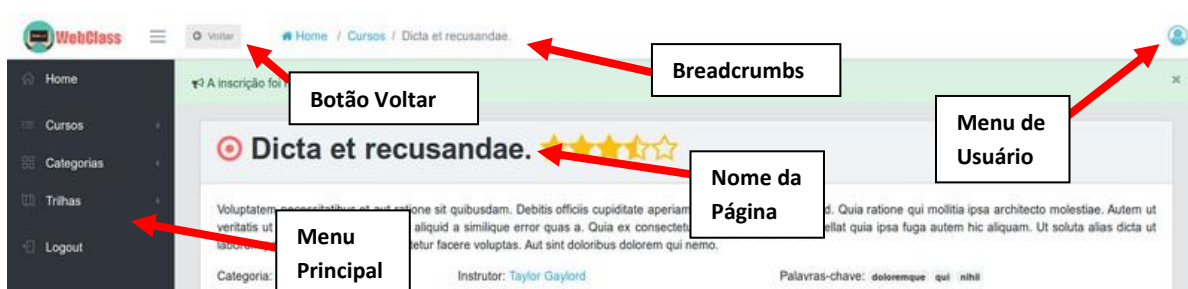 WebClass
Voltar
Home / Cursos / Dicta et recusandae.
Breadcrumbs
Home
A inscrição foi
Botão Voltar
Menu de
Usuário
Cursos
Categorias
Trilhas
Logout
Dicta et recusandae.
Nome da
Página
Voluptatem necessitatibus et aut ratione sit quibusdam. Debitis officiis cupiditate aperiam d. Quia ratione qui mollitia ipsa architecto molestiae. Autem ut
veritatis ut aliquid a similique error quas a. Quia ex consectet ellat quia ipsa fuga autem hic aliquam. Ut soluta alias dicta ut
tetur facere voluptas. Aut sint doloribus dolorem qui nemo.
Menu
Principal
Categoria: Instrutor: Taylor Gaylord Palavras-chave: doloremque qui nihil